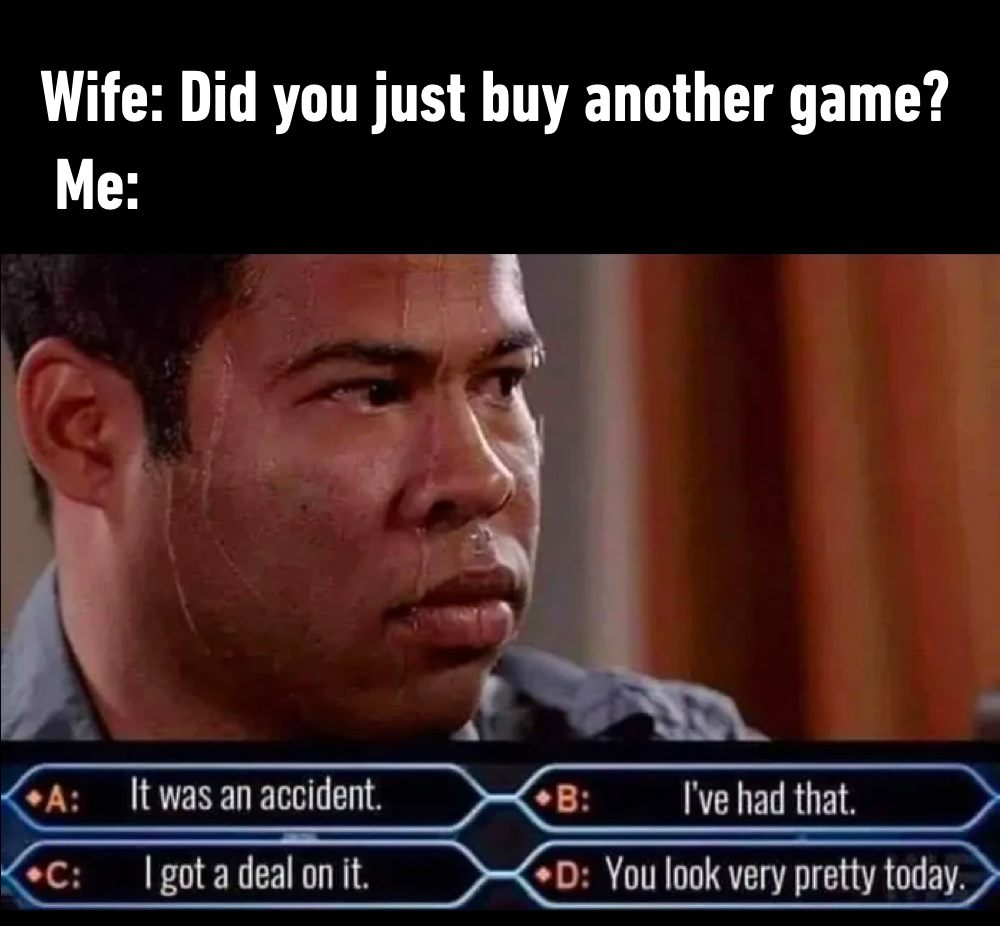 Wife: Did you just buy another game?
Me:
A: It was an accident.
B: I've had that.
C: I got a deal on it.
D: You look very pretty today.